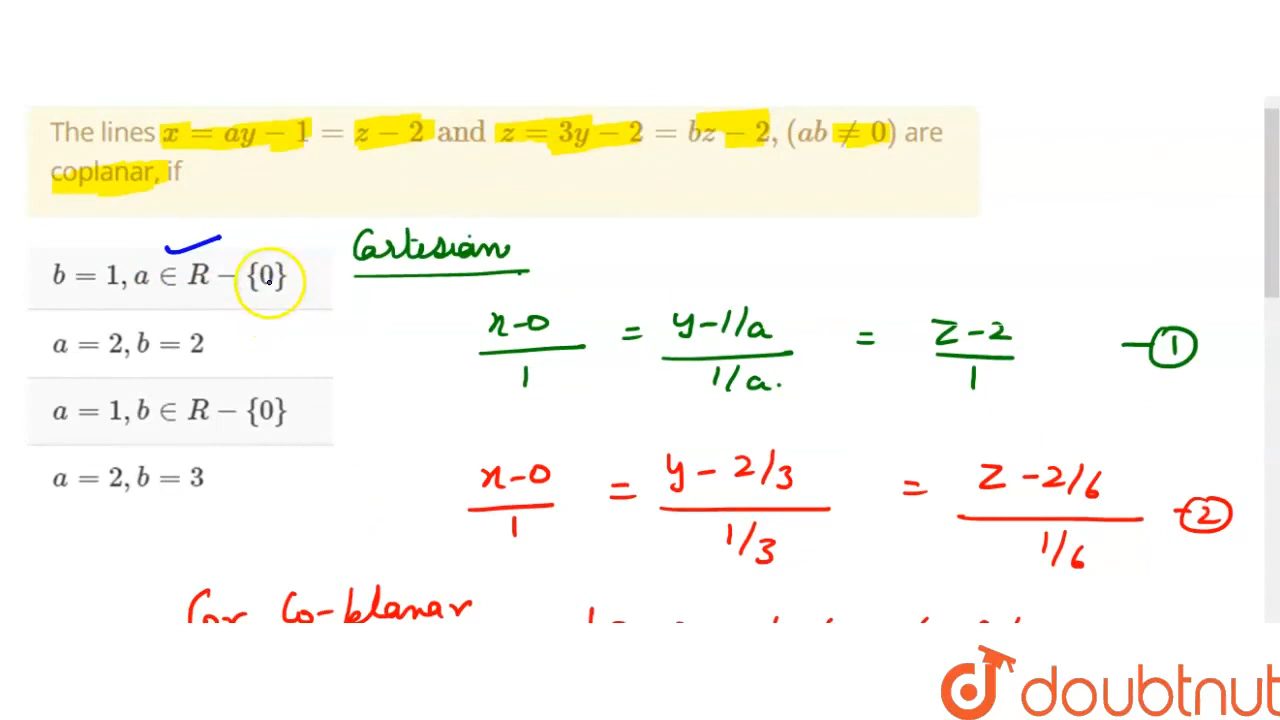 The lines x = ay − 1 = z − 2 and z = 3y − 2 = bz − 2, (ab ≠ 0) are
coplanar, if
Cartesian
b = 1, a ∈ R − {0}
x-0/1 = y-1/a/1/a. = z-2/1 -①
a = 2, b = 2
a = 1, b ∈ R − {0}
a = 2, b = 3
x-0/1 = y-2/3/1/3 = z-2/6/1/6 -②
For Co-planar
doubtnut